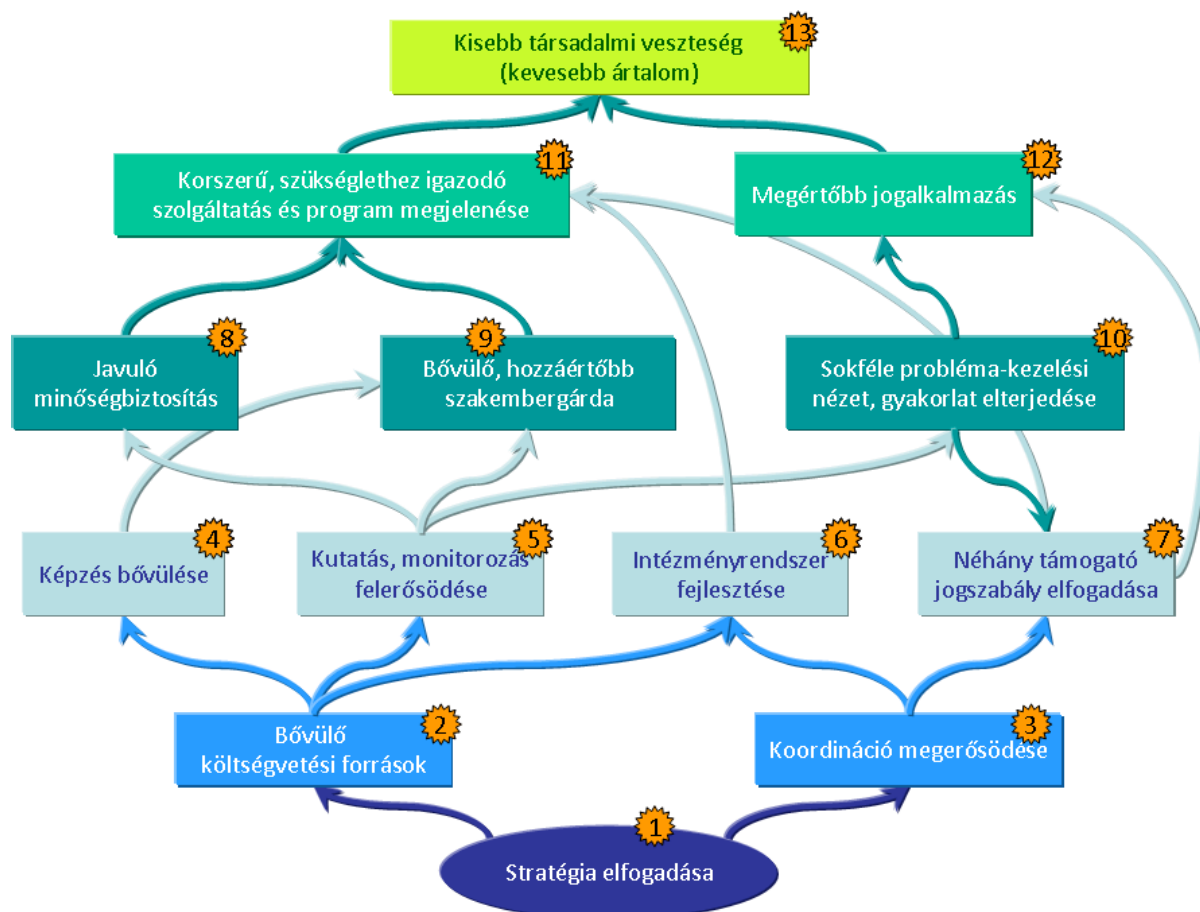 13
Kisebb társadalmi veszteség
(kevesebb ártalom)
11
Korszerű, szükséglethez igazodó
szolgáltatás és program megjelenése
12
Megértőbb jogalkalmazás
8
Javuló
minőségbiztosítás
9
Bővülő, hozzáértőbb
szakembergárda
10
Sokféle probléma-kezelési
nézet, gyakorlat elterjedése
4
Képzés bővülése
5
Kutatás, monitorozás
felerősödése
6
Intézményrendszer
fejlesztése
7
Néhány támogató
jogszabály elfogadása
2
Bővülő
költségvetési források
3
Koordináció megerősödése
1
Stratégia elfogadása